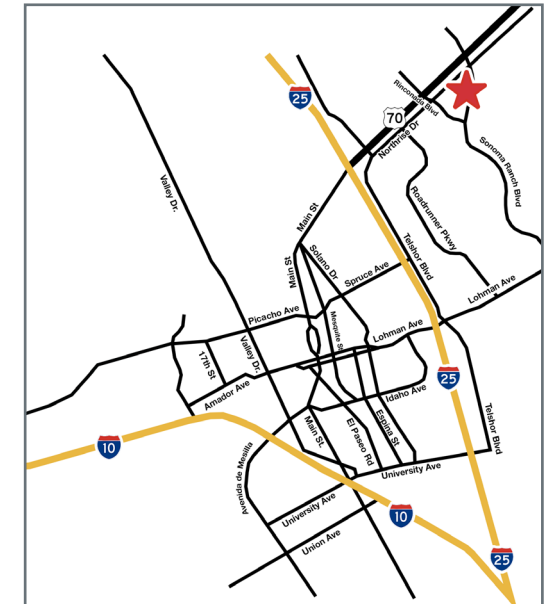 25
Rinconada Blvd
70
Northrise Dr
Sonoma Ranch Blvd
Valley Dr.
Main St
Roadrunner Pkwy
Solano Dr
Telshor Blvd
Main St
Spruce Ave
Lohman Ave
Picacho Ave
Mesquite St
Lohman Ave
Valley Dr.
17th St
25
Amador Ave
Idaho Ave
Telshor Blvd
Main St.
El Paseo Rd
Espina St
10
Avenida de Mesilla
University Ave
University Ave
10
Union Ave
25